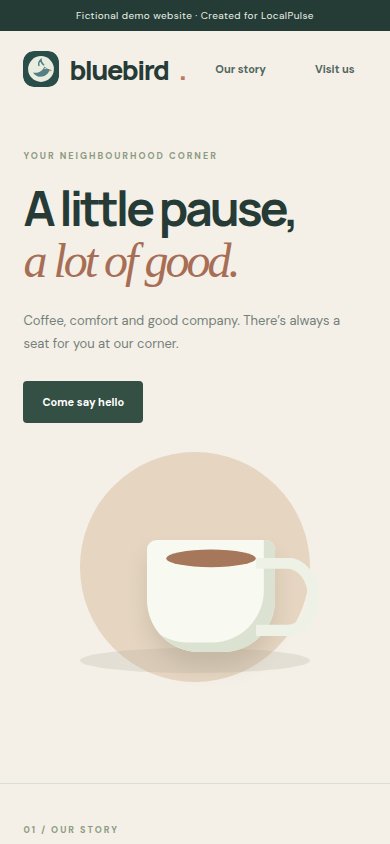 Fictional demo website · Created for LocalPulse
bluebird .
Our story
Visit us
YOUR NEIGHBOURHOOD CORNER
A little pause,
a lot of good.
Coffee, comfort and good company. There’s always a
seat for you at our corner.
Come say hello
01 / OUR STORY